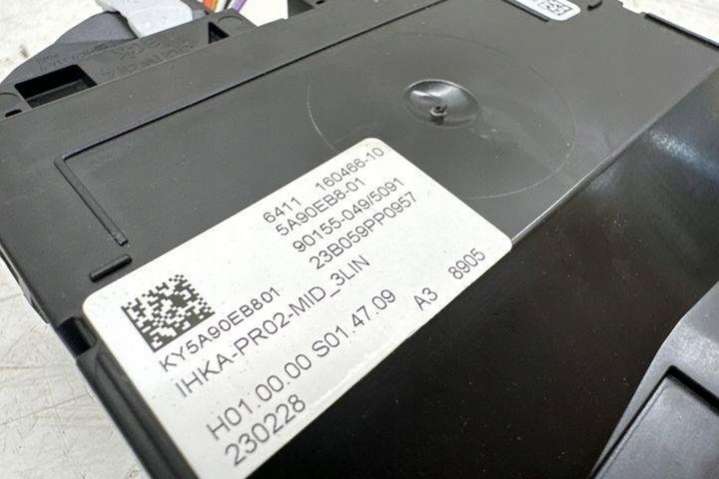 6411 160466-10
5A90EB8-01
90155-049/5091
23B059PP0957
KY5A90EB801
IHKA-PR02-MID_3LIN
H01.00.00 S01.47.09 A3 8905
230228